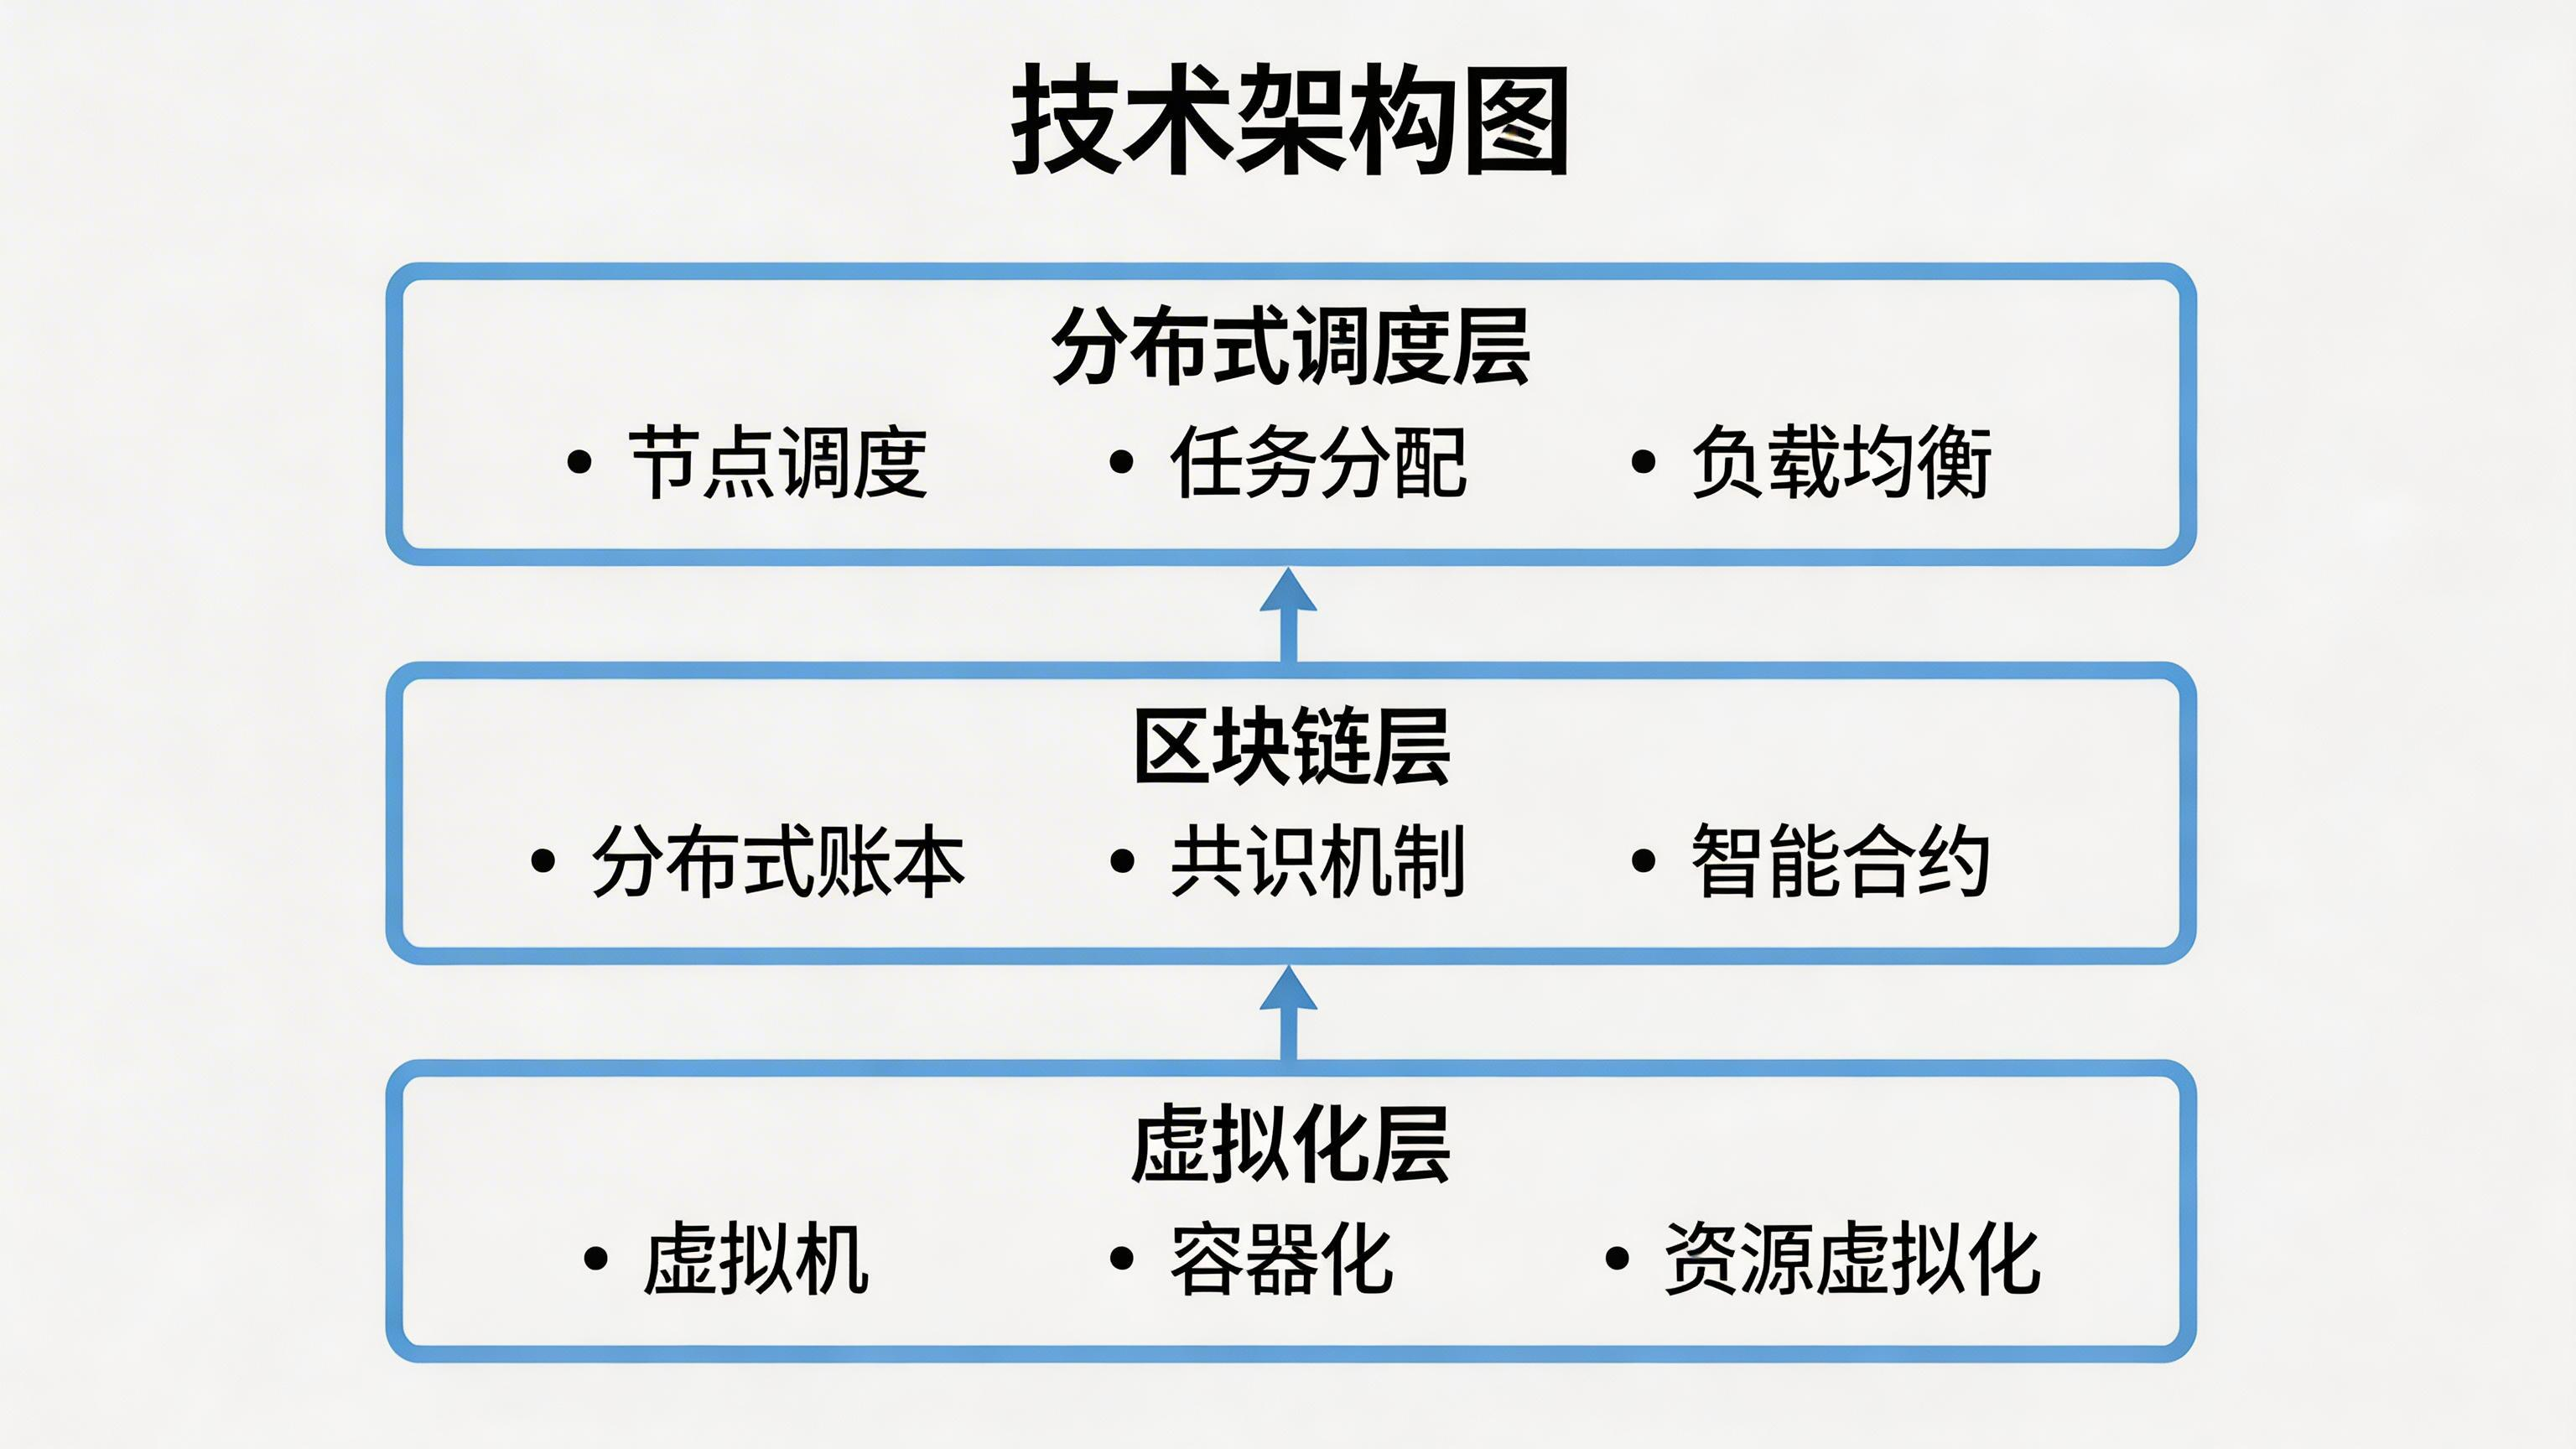 技术架构图
分布式调度层
• 节点调度 • 任务分配 • 负载均衡
区块链层
• 分布式账本 • 共识机制 • 智能合约
虚拟化层
• 虚拟机 • 容器化 • 资源虚拟化